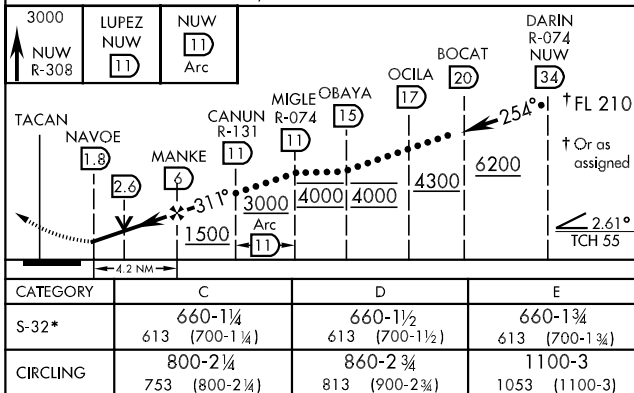 3000
NUW
R-308
LUPEZ
NUW
11
NUW
11
Arc
DARIN
R-074
NUW
34
BOCAT
20
OCILA
17
OBAYA
15
MIGLE
R-074
11
CANUN
R-131
11
MANKE
6
2.6
NAVOE
1.8
TACAN
†FL 210
† Or as
assigned
254°
6200
4300
4000
4000
3000
Arc
11
311°
1500
2.61°
TCH 55
4.2 NM
CATEGORY C D E
S-32* 660-1¼ 660-1½ 660-1¾
613 (700-1¼) 613 (700-1½) 613 (700-1¾)
CIRCLING 800-2¼ 860-2¾ 1100-3
753 (800-2¼) 813 (900-2¾) 1053 (1100-3)